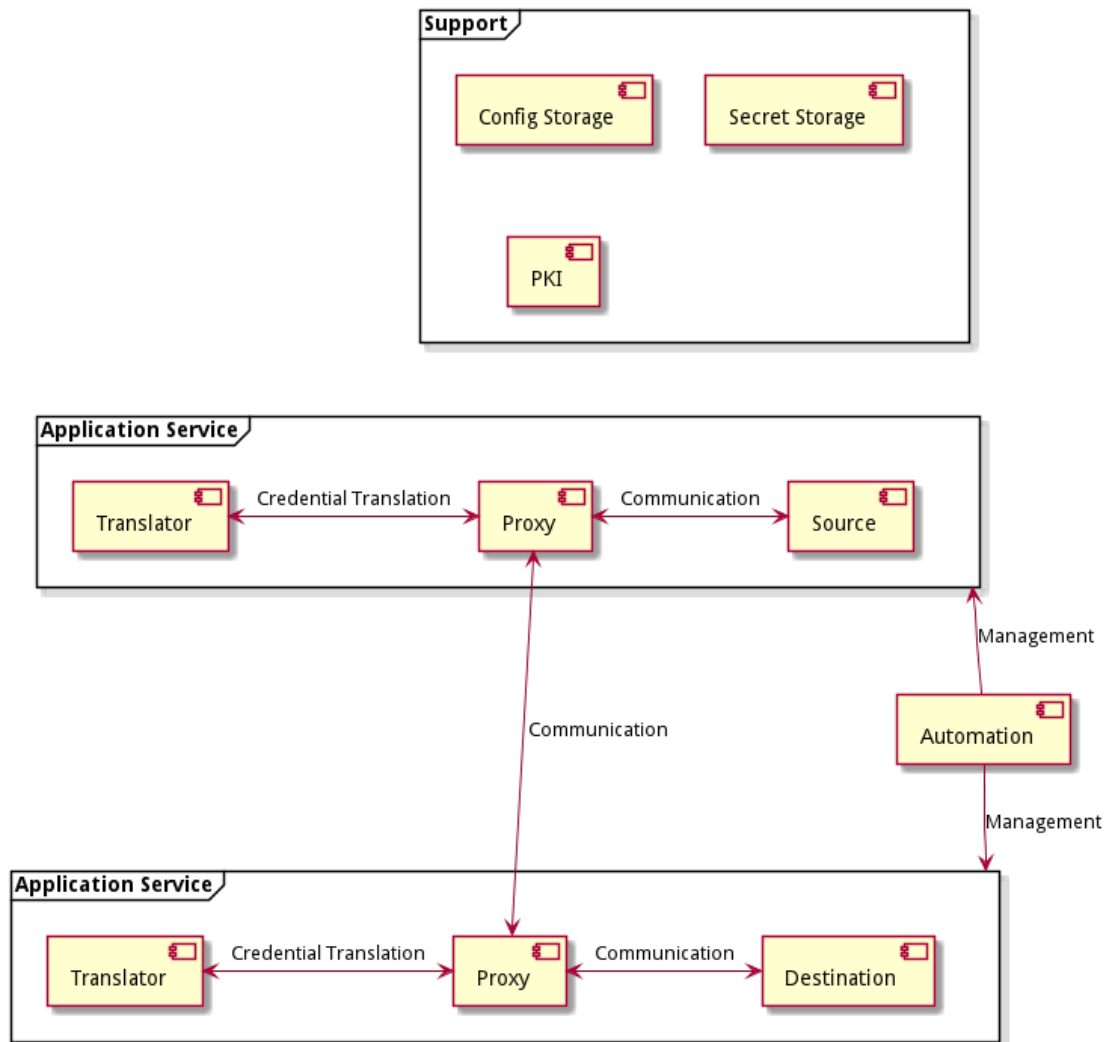 Support
Config Storage
Secret Storage
PKI
Application Service
Translator
Credential Translation
Proxy
Communication
Source
Management
Communication
Automation
Management
Application Service
Translator
Credential Translation
Proxy
Communication
Destination